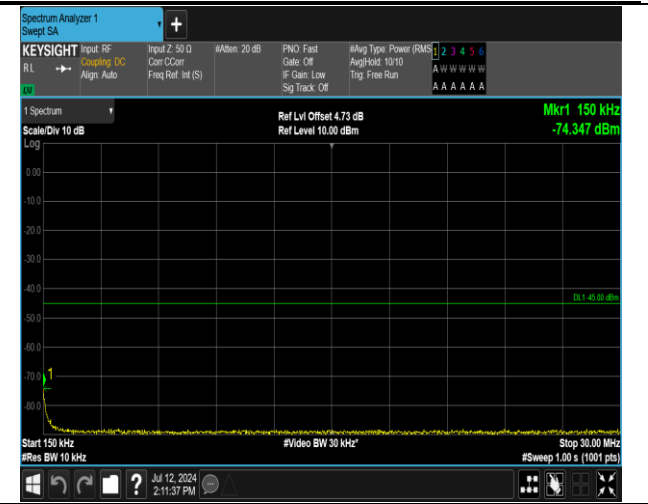 Spectrum Analyzer 1
Swept SA
+
KEYSIGHT Input: RF Input Z: 50 Ω #Atten: 20 dB PNO: Fast #Avg Type: Power (RMS 1 2 3 4 5 6
RL Coupling: DC Corr CCorr Gate: Off Avg|Hold: 10/10 A W W W W W
Align: Auto Freq Ref: Int (S) IF Gain: Low Trig: Free Run
Sig Track: Off A A A A A A
1 Spectrum Ref Lvl Offset 4.73 dB Mkr1 150 kHz
Scale/Div 10 dB Ref Level 10.00 dBm -74.347 dBm
Log
0.00
-10.0
-20.0
-30.0
-40.0
DL1 -45.00 dBm
-50.0
-60.0
-70.0
1
-80.0
Start 150 kHz #Video BW 30 kHz* Stop 30.00 MHz
#Res BW 10 kHz #Sweep 1.00 s (1001 pts)
? Jul 12, 2024
2:11:37 PM